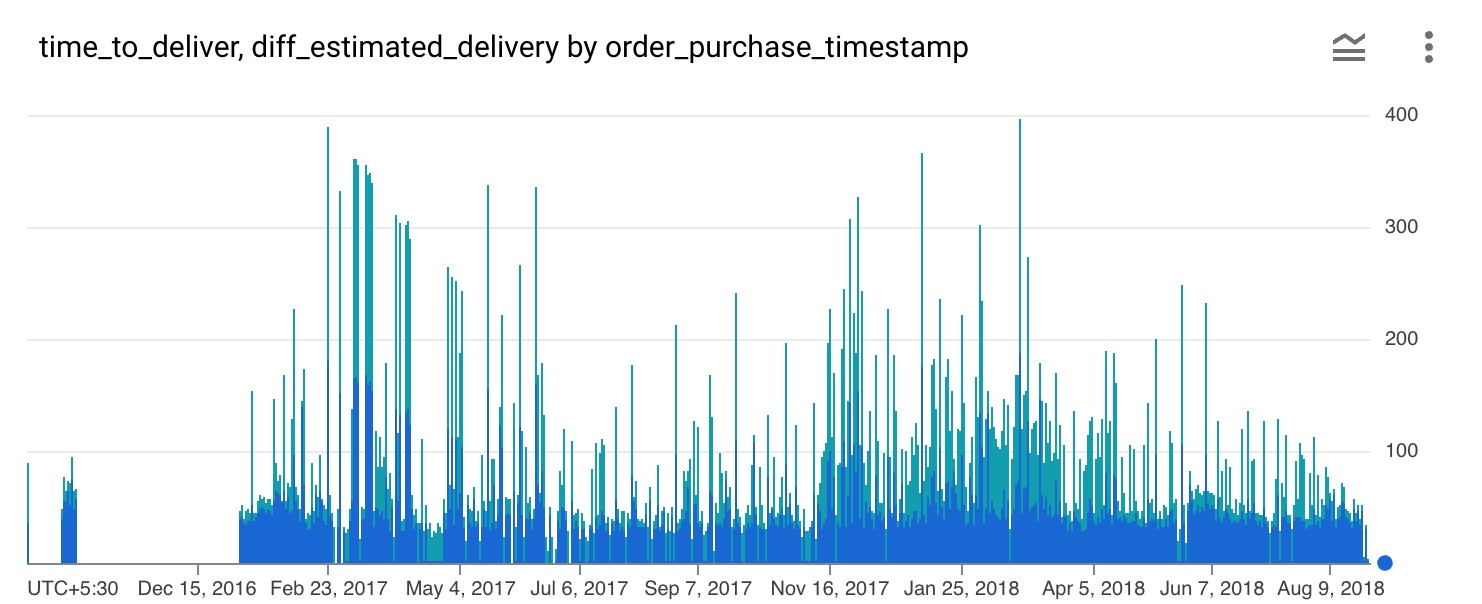 time_to_deliver, diff_estimated_delivery by order_purchase_timestamp
400
300
200
100
UTC+5:30 Dec 15, 2016 Feb 23, 2017 May 4, 2017 Jul 6, 2017 Sep 7, 2017 Nov 16, 2017 Jan 25, 2018 Apr 5, 2018 Jun 7, 2018 Aug 9, 2018